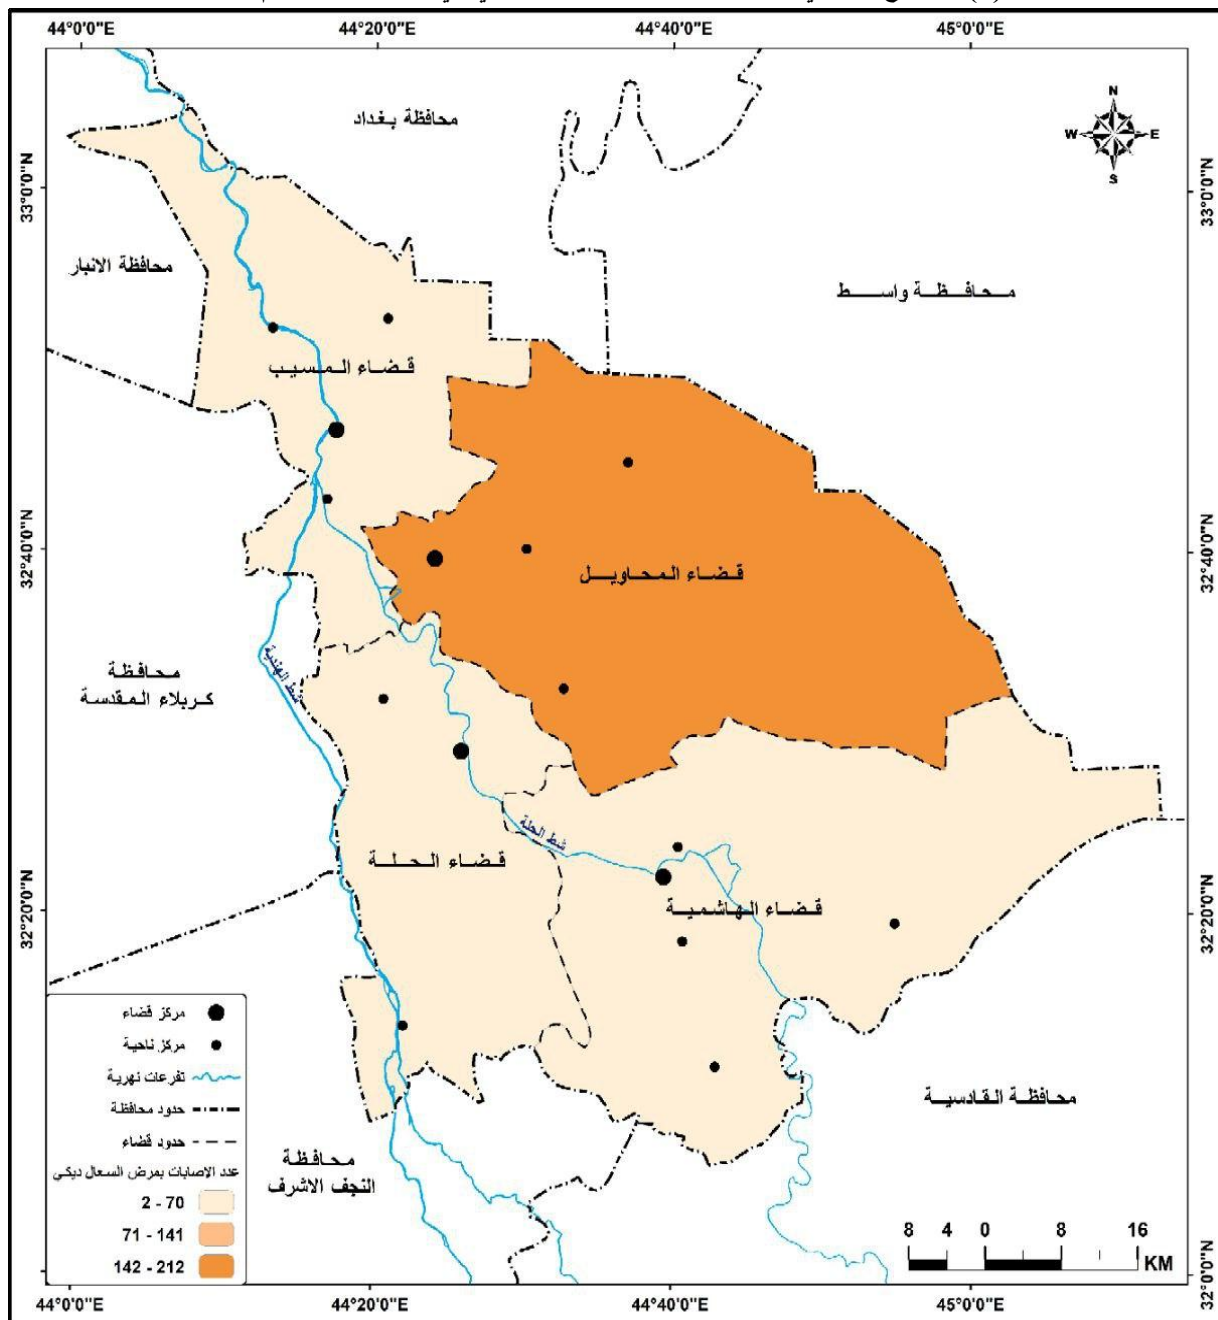 44°0'0"E 44°20'0"E 44°40'0"E 45°0'0"E
N
W E
S
محافظة بغداد
33°0'0"N
33°0'0"N
محافظة الانبار
محافظة واسط
قضاء المسيب
32°40'0"N
32°40'0"N
قضاء المحاويل
شط الهندية
محافظة
كربلاء المقدسة
شط الحلة
قضاء الحلة
قضاء الهاشمية
32°20'0"N
32°20'0"N
مركز قضاء
مركز ناحية
تفرعات نهرية
حدود محافظة
حدود قضاء
عدد الاصابات بمرض السعال ديكي
2 - 70
71 - 141
142 - 212
محافظة القادسية
محافظة
النجف الاشرف
8 4 0 8 16
KM
32°0'0"N
44°0'0"E 44°20'0"E 44°40'0"E 45°0'0"E